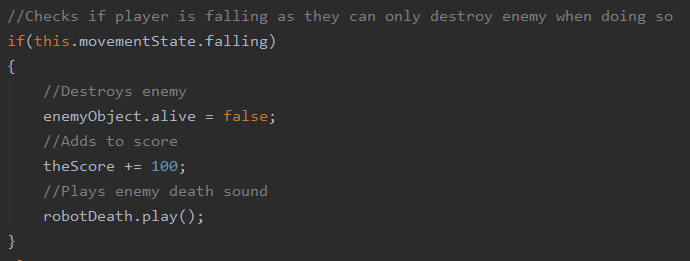 //Checks if player is falling as they can only destroy enemy when doing so
if(this.movementState.falling)
{
//Destroys enemy
enemyObject.alive = false;
//Adds to score
theScore += 100;
//Plays enemy death sound
robotDeath.play();
}